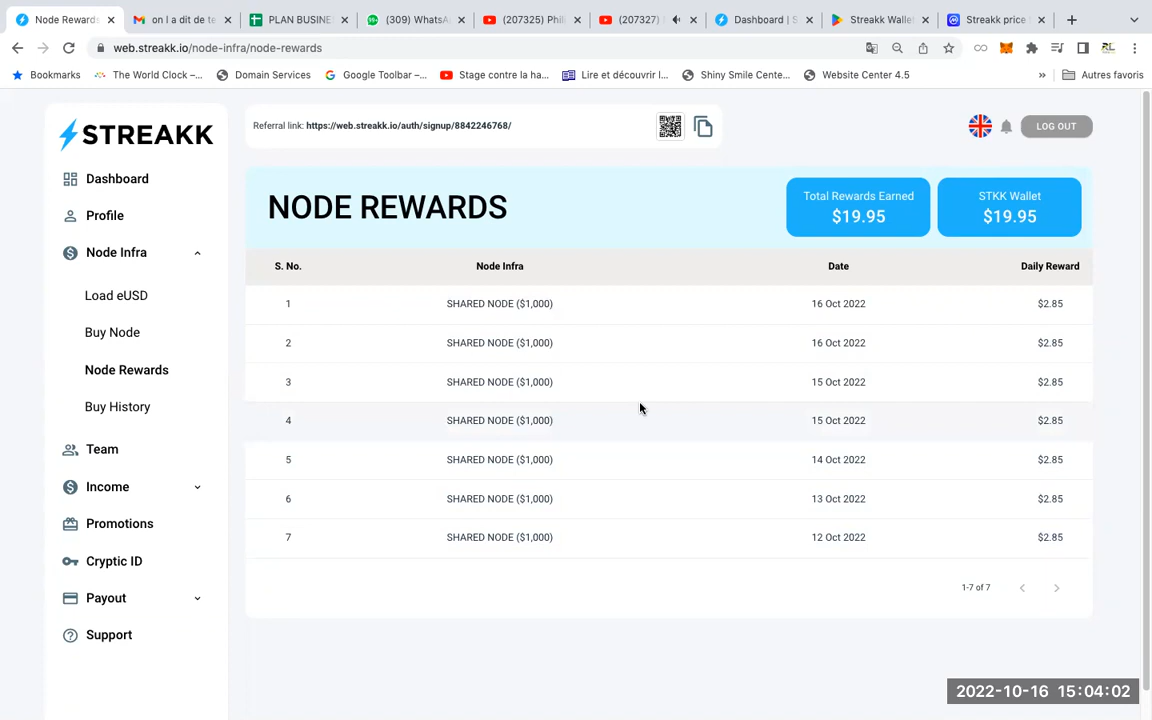 Node Rewards
on l a dit de te
PLAN BUSINE
(309) WhatsA
(207325) Phil
(207327)
Dashboard | S
Streakk Wallet
Streakk price
web.streakk.io/node-infra/node-rewards
Bookmarks
The World Clock –...
Domain Services
Google Toolbar –...
Stage contre la ha...
Lire et découvrir l'...
Shiny Smile Cente...
Website Center 4.5
»
Autres favoris
STREAKK
Referral link: https://web.streakk.io/auth/signup/8842246768/
LOG OUT
Dashboard
Profile
Node Infra
Load eUSD
Buy Node
Node Rewards
Buy History
Team
Income
Promotions
Cryptic ID
Payout
Support
NODE REWARDS
Total Rewards Earned
$19.95
STKK Wallet
$19.95
S. No. Node Infra Date Daily Reward
1 SHARED NODE ($1,000) 16 Oct 2022 $2.85
2 SHARED NODE ($1,000) 16 Oct 2022 $2.85
3 SHARED NODE ($1,000) 15 Oct 2022 $2.85
4 SHARED NODE ($1,000) 15 Oct 2022 $2.85
5 SHARED NODE ($1,000) 14 Oct 2022 $2.85
6 SHARED NODE ($1,000) 13 Oct 2022 $2.85
7 SHARED NODE ($1,000) 12 Oct 2022 $2.85
1-7 of 7
2022-10-16 15:04:02